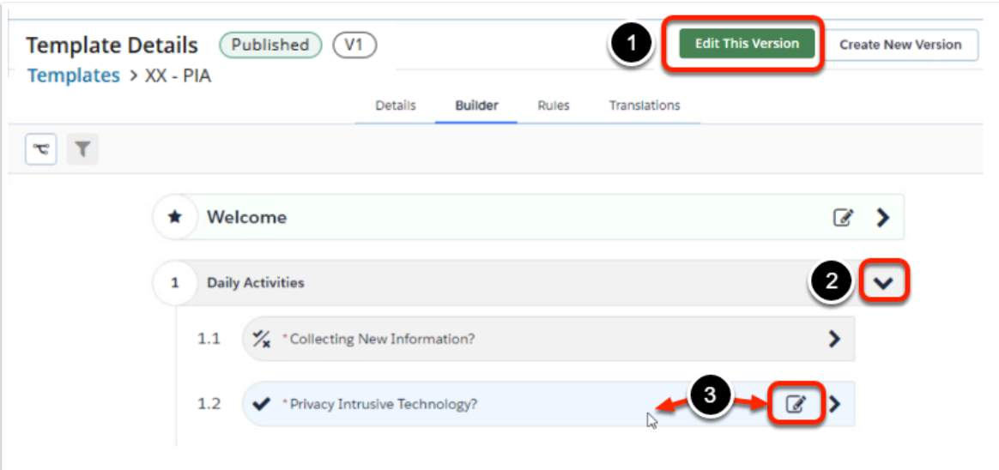 Template Details Published V1 1 Edit This Version Create New Version
Templates > XX - PIA
Details Builder Rules Translations
Welcome
1 Daily Activities 2
1.1 *Collecting New Information?
1.2 *Privacy Intrusive Technology? 3